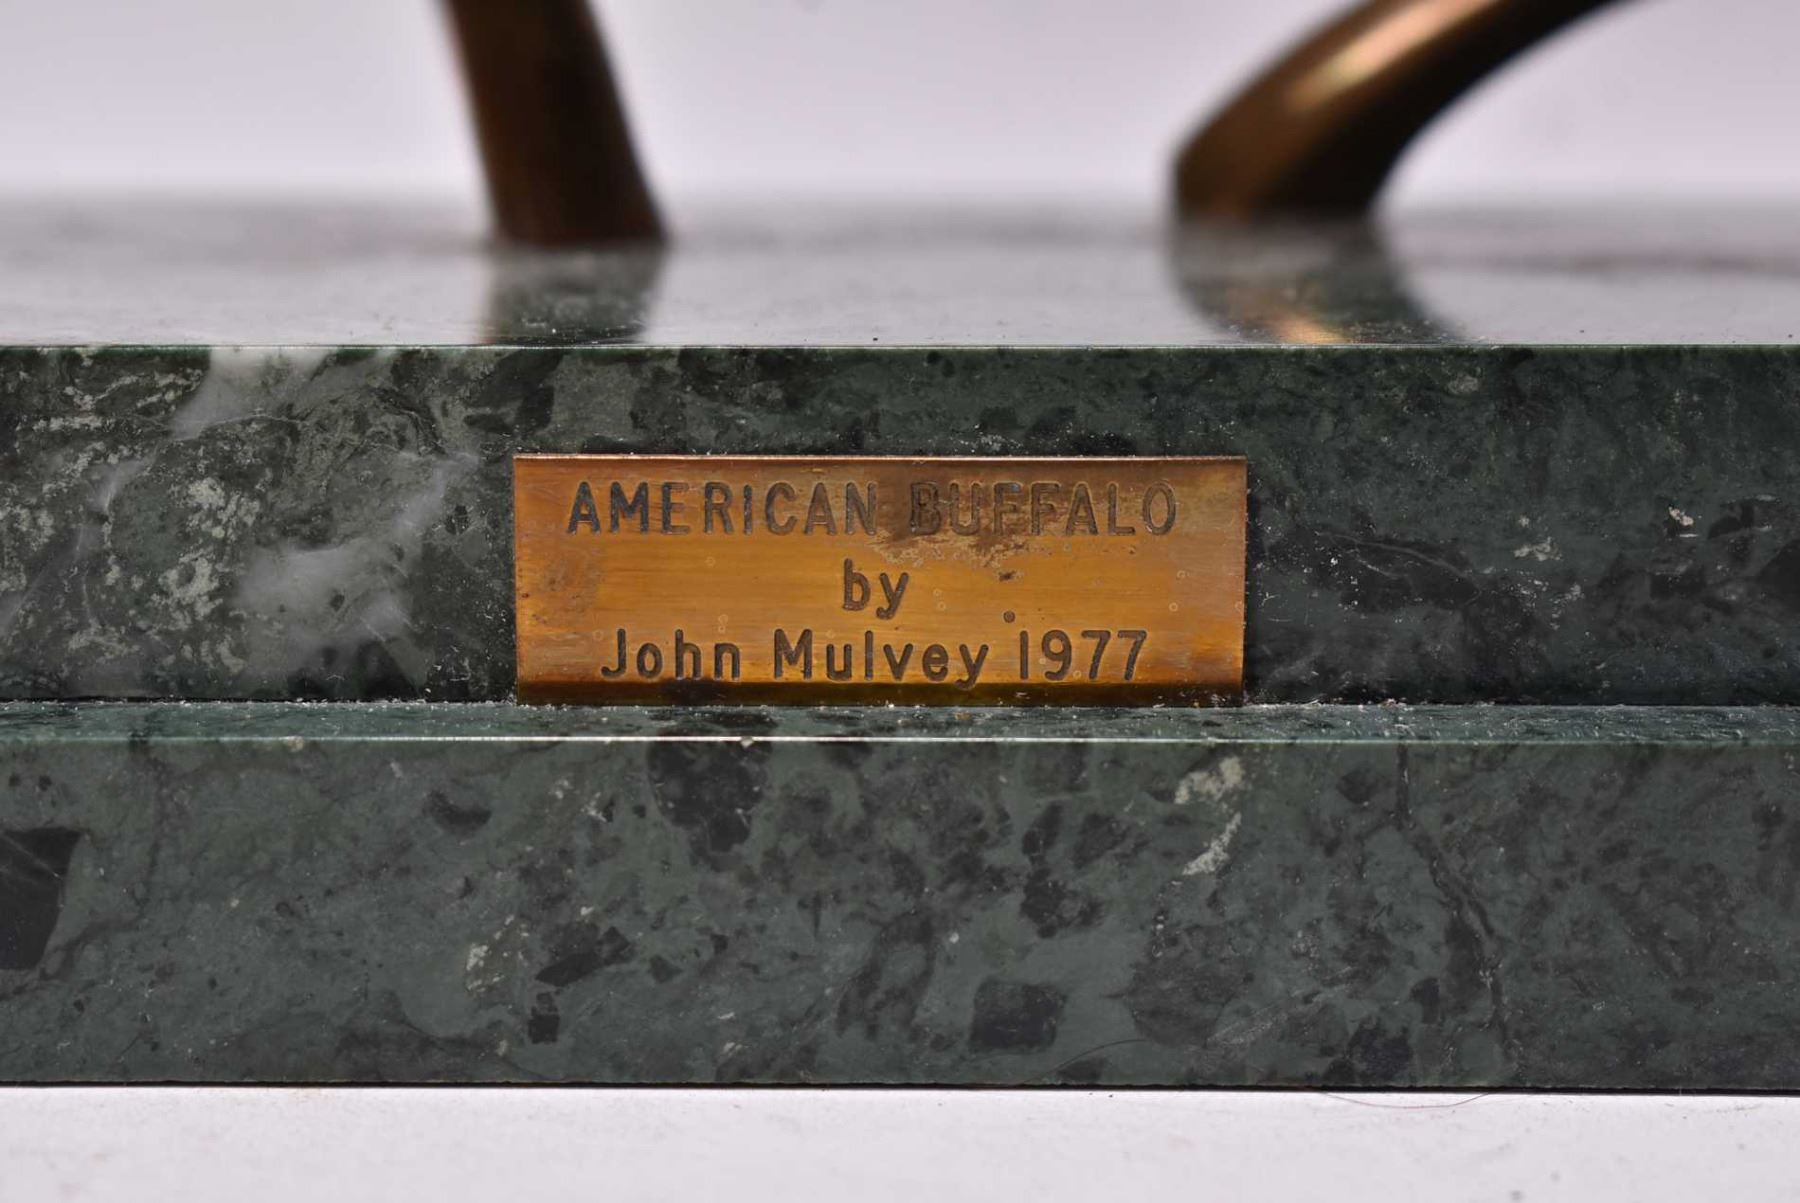 AMERICAN BUFFALO
by
John Mulvey 1977